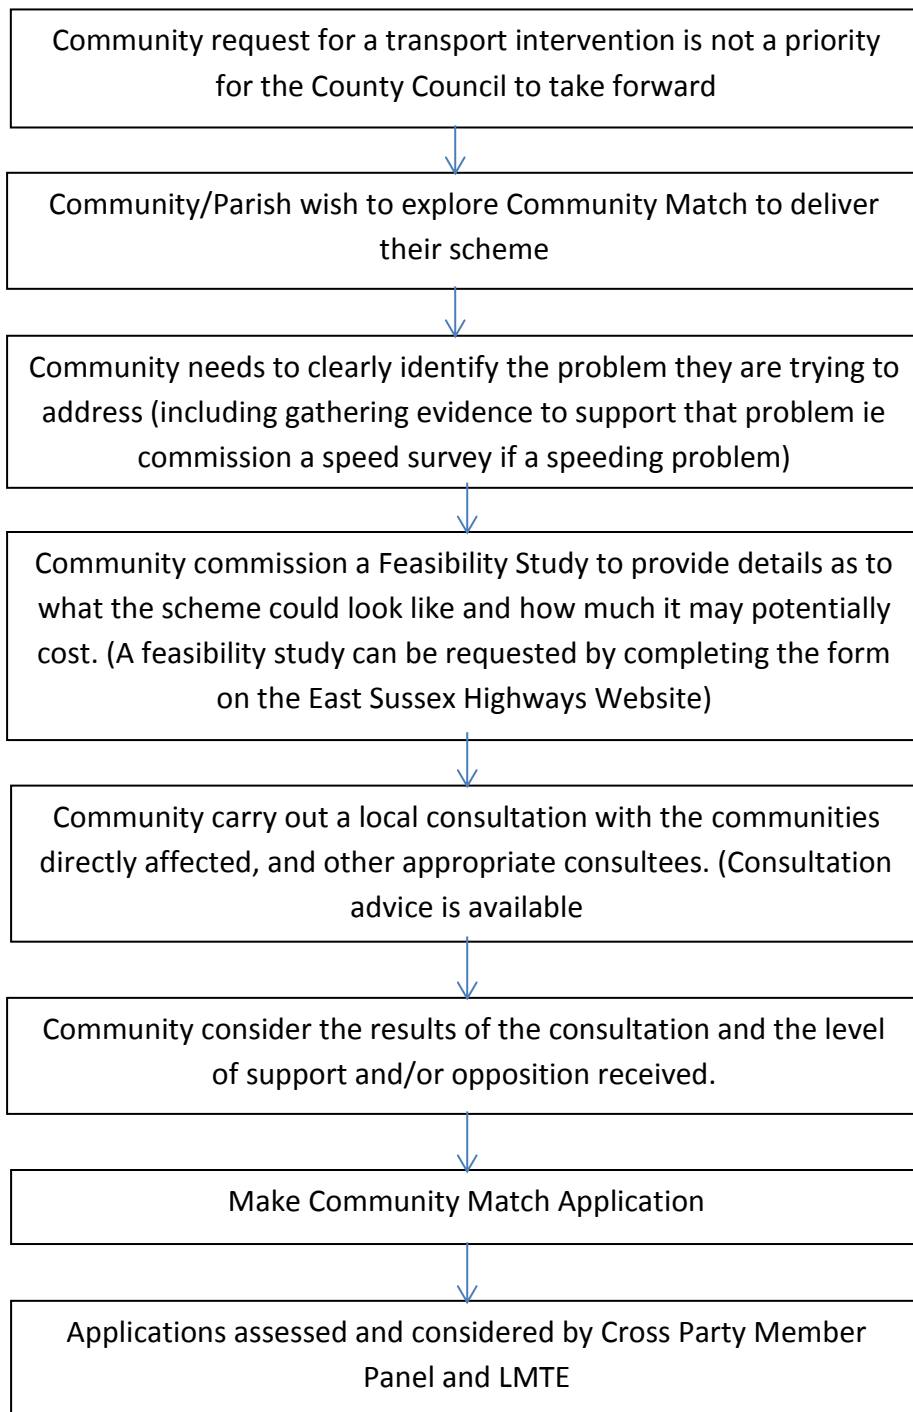 Community request for a transport intervention is not a priority
for the County Council to take forward
Community/Parish wish to explore Community Match to deliver
their scheme
Community needs to clearly identify the problem they are trying to
address (including gathering evidence to support that problem ie
commission a speed survey if a speeding problem)
Community commission a Feasibility Study to provide details as to
what the scheme could look like and how much it may potentially
cost. (A feasibility study can be requested by completing the form
on the East Sussex Highways Website)
Community carry out a local consultation with the communities
directly affected, and other appropriate consultees. (Consultation
advice is available
Community consider the results of the consultation and the level
of support and/or opposition received.
Make Community Match Application
Applications assessed and considered by Cross Party Member
Panel and LMTE